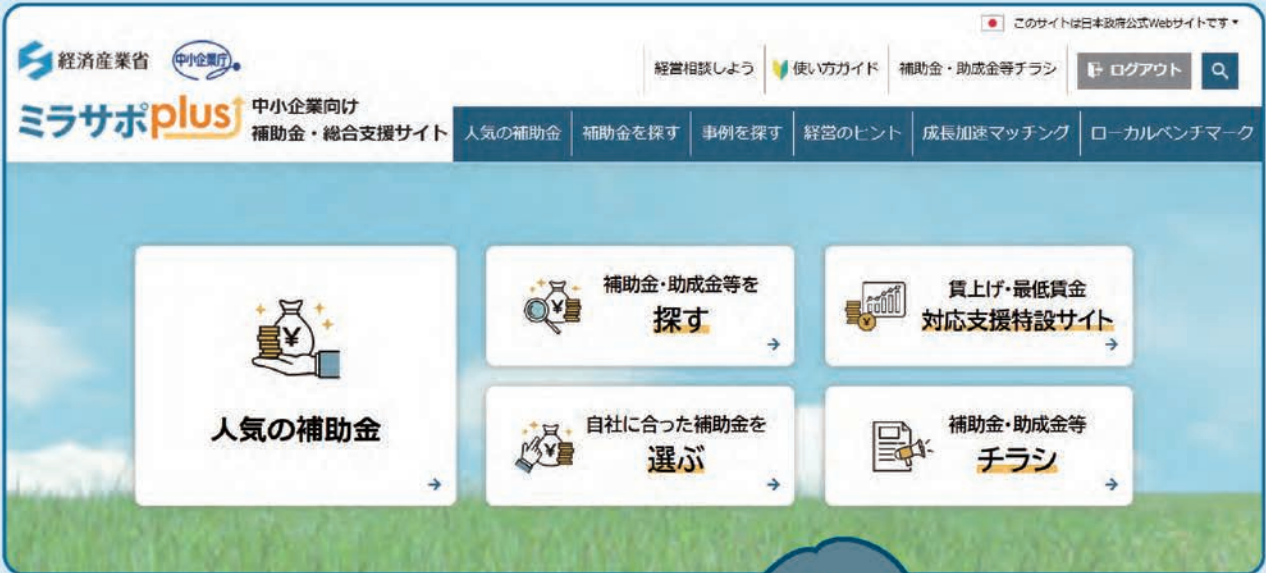 このサイトは日本政府公式Webサイトです
経済産業省
中小企業庁
経営相談しよう
使い方ガイド
補助金・助成金等チラシ
ログアウト
ミラサポplus
中小企業向け
補助金・総合支援サイト
人気の補助金
補助金を探す
事例を探す
経営のヒント
成長加速マッチング
ローカルベンチマーク
人気の補助金
補助金・助成金等を
探す
賃上げ・最低賃金
対応支援特設サイト
自社に合った補助金を
選ぶ
補助金・助成金等
チラシ